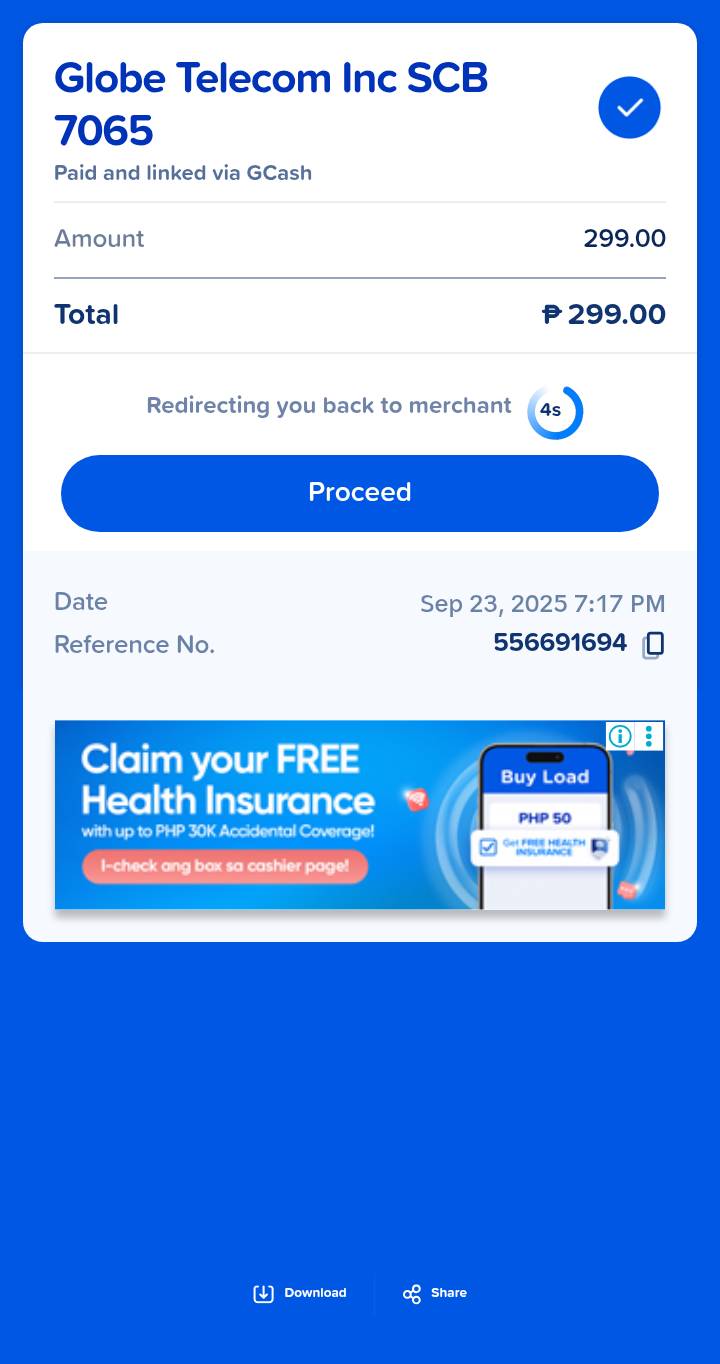 Globe Telecom Inc SCB
7065
Paid and linked via GCash
Amount 299.00
Total ₱ 299.00
Redirecting you back to merchant 4s
Proceed
Date Sep 23, 2025 7:17 PM
Reference No. 556691694
Claim your FREE
Health Insurance
with up to PHP 30K Accidental Coverage!
I-check ang box sa cashier page!
Buy Load
PHP 50
Get FREE HEALTH
INSURANCE
Download Share